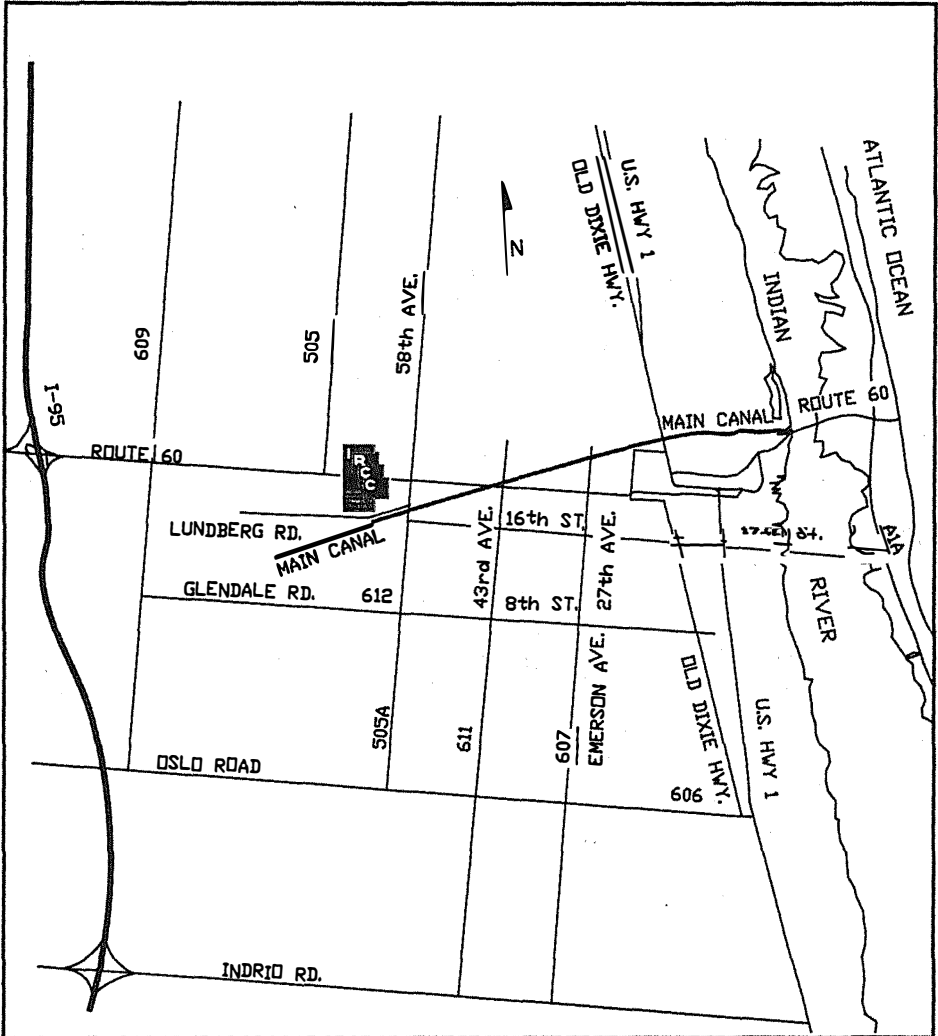 ATLANTIC OCEAN
U.S. HWY 1
OLD DIXIE HWY.
N
INDIAN
58th AVE.
609
505
I-95
ROUTE 60
MAIN CANAL
ROUTE 60
IRCC
LUNDBERG RD.
MAIN CANAL
43rd AVE.
16th ST.
27th AVE.
A1A
GLENDALE RD.
612
8th ST.
RIVER
505A
611
607
EMERSON AVE.
OLD DIXIE HWY.
U.S. HWY 1
OSLO ROAD
606
INDRIO RD.